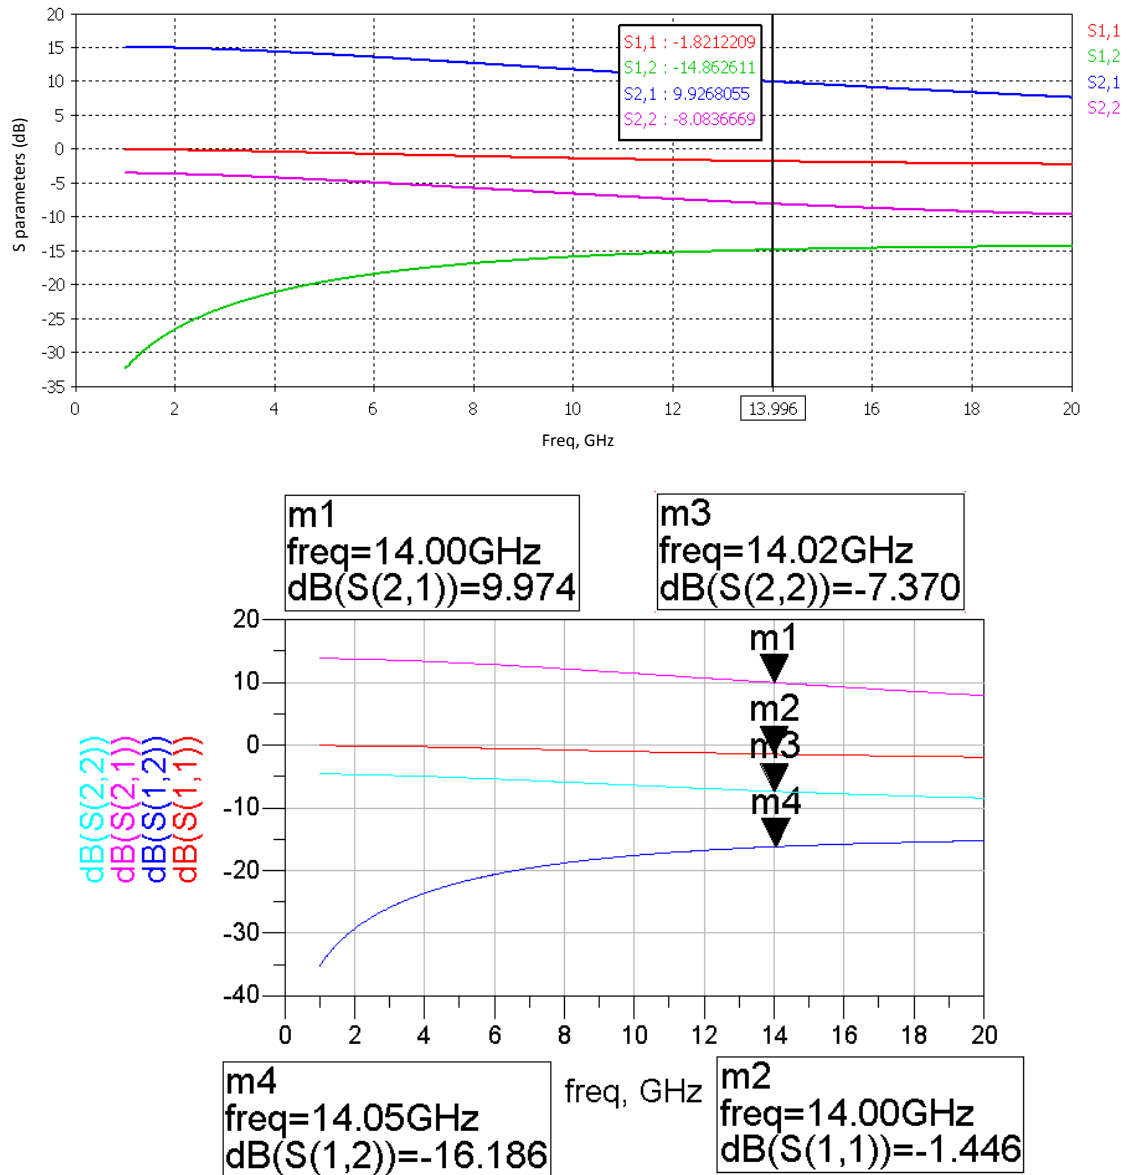 20
15
10
5
0
-5
-10
-15
-20
-25
-30
-35
S parameters (dB)
S1,1 : -1.8212209
S1,2 : -14.862611
S2,1 : 9.9268055
S2,2 : -8.0836669
S1,1
S1,2
S2,1
S2,2
0 2 4 6 8 10 12 13.996 16 18 20
Freq, GHz
m1
freq=14.00GHz
dB(S(2,1))=9.974
m3
freq=14.02GHz
dB(S(2,2))=-7.370
20
10
0
-10
-20
-30
-40
dB(S(2,2))
dB(S(2,1))
dB(S(1,2))
dB(S(1,1))
m1
m2
m3
m4
0 2 4 6 8 10 12 14 16 18 20
freq, GHz
m4
freq=14.05GHz
dB(S(1,2))=-16.186
m2
freq=14.00GHz
dB(S(1,1))=-1.446